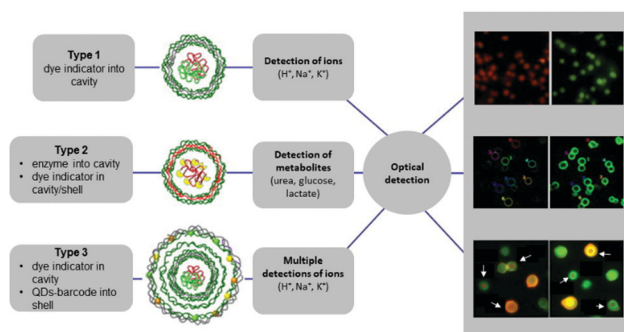 Type 1
dye indicator into
cavity
Detection of ions
(H⁺, Na⁺, K⁺)
Type 2
• enzyme into cavity
• dye indicator in
cavity/shell
Detection of
metabolites
(urea, glucose,
lactate)
Optical
detection
Type 3
• dye indicator in
cavity
• QDs-barcode into
shell
Multiple
detections of ions
(H⁺, Na⁺, K⁺)